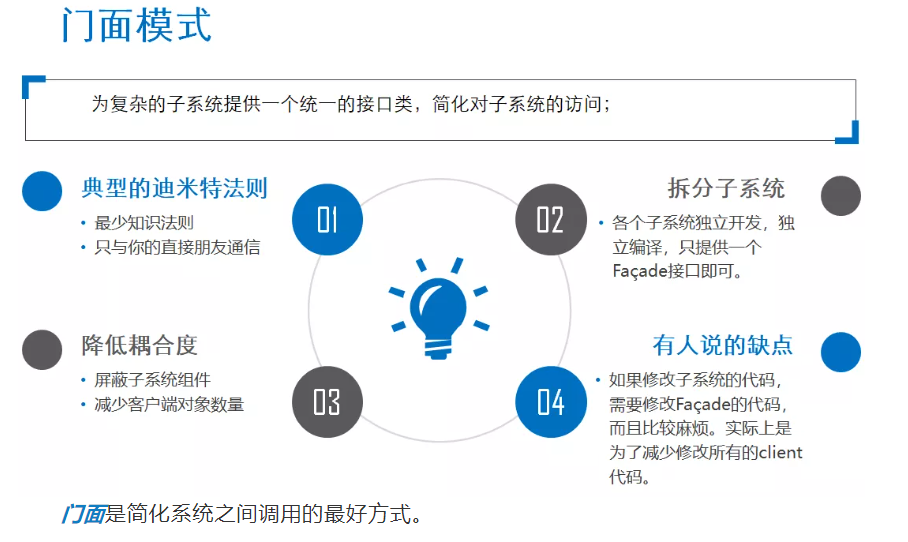 门面模式
为复杂的子系统提供一个统一的接口类，简化对子系统的访问；
典型的迪米特法则
• 最少知识法则
• 只与你的直接朋友通信
01
02
拆分子系统
• 各个子系统独立开发，独
立编译，只提供一个
Façade接口即可。
降低耦合度
• 屏蔽子系统组件
• 减少客户端对象数量
03
04
有人说的缺点
• 如果修改子系统的代码，
需要修改Façade的代码，
而且比较麻烦。实际上是
为了减少修改所有的client
代码。
门面是简化系统之间调用的最好方式。